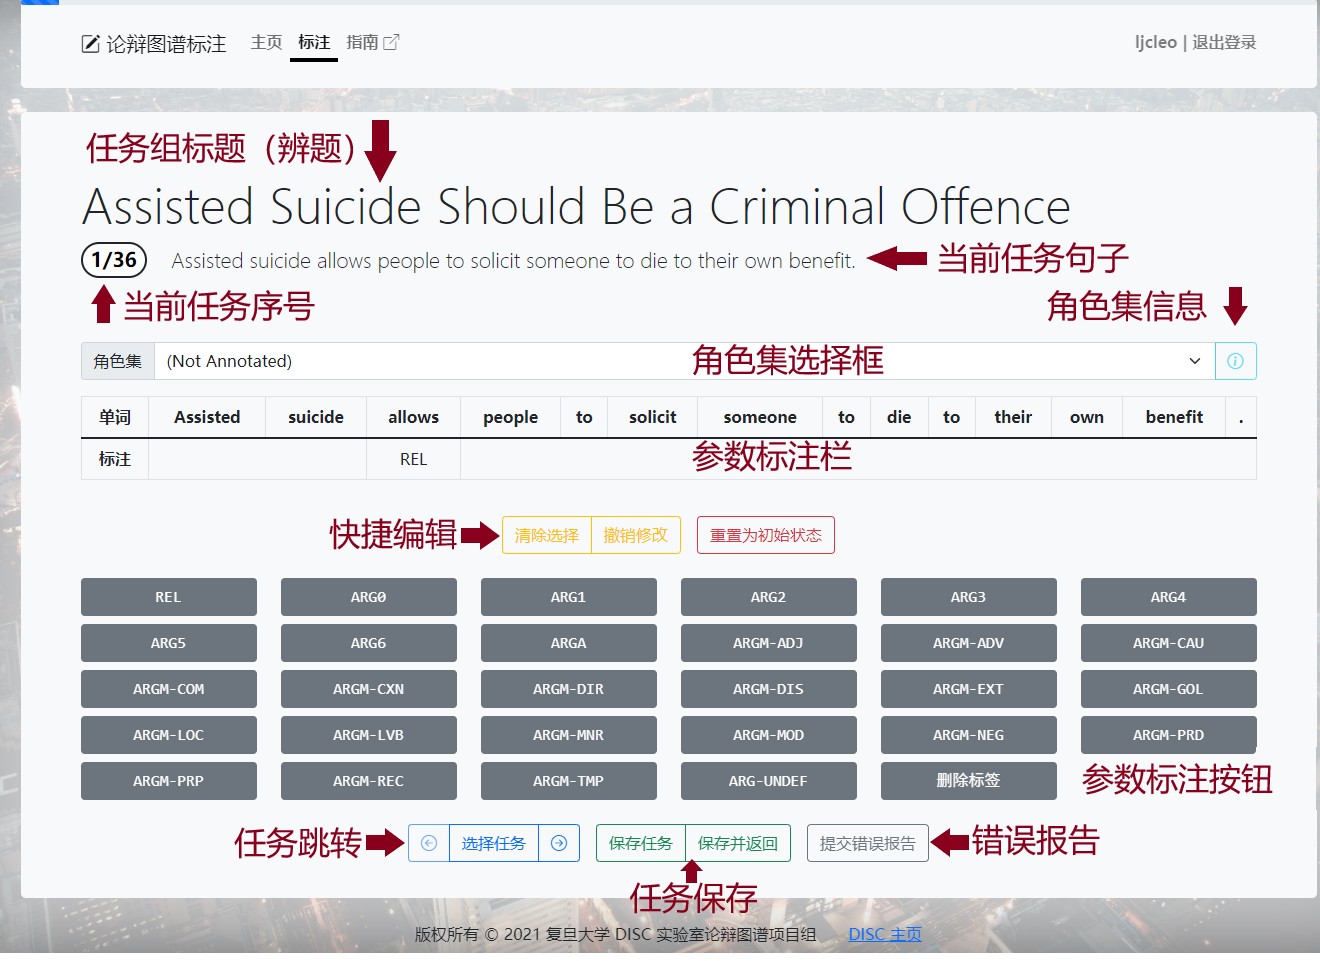 论辩图谱标注 主页 标注 指南 ljcleo | 退出登录
任务组标题（辨题）
Assisted Suicide Should Be a Criminal Offence
1/36 Assisted suicide allows people to solicit someone to die to their own benefit. 当前任务句子
当前任务序号 角色集信息
角色集 (Not Annotated) 角色集选择框
单词 Assisted suicide allows people to solicit someone to die to their own benefit .
标注 REL 参数标注栏
快捷编辑 清除选择 撤销修改 重置为初始状态
REL ARG0 ARG1 ARG2 ARG3 ARG4
ARG5 ARG6 ARGA ARGM-ADJ ARGM-ADV ARGM-CAU
ARGM-COM ARGM-CXN ARGM-DIR ARGM-DIS ARGM-EXT ARGM-GOL
ARGM-LOC ARGM-LVB ARGM-MNR ARGM-MOD ARGM-NEG ARGM-PRD
ARGM-PRP ARGM-REC ARGM-TMP ARG-UNDEF 删除标签 参数标注按钮
任务跳转 选择任务 保存任务 保存并返回 提交错误报告 错误报告
任务保存
版权所有 © 2021 复旦大学 DISC 实验室论辩图谱项目组 DISC 主页